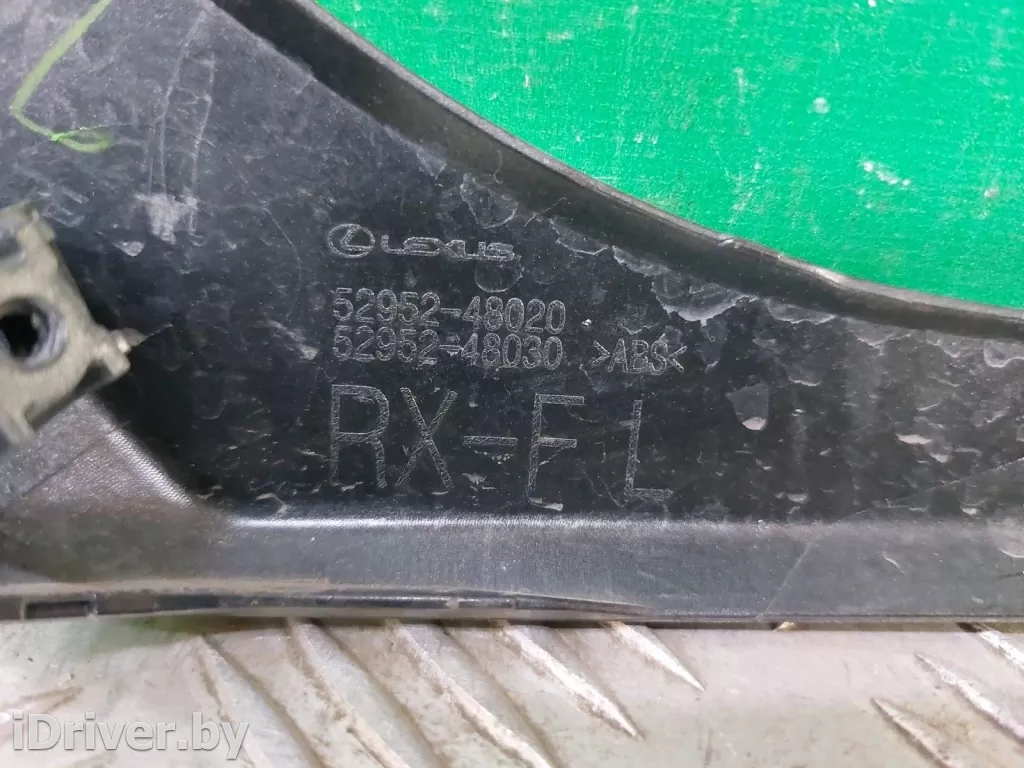 LEXUS
52952-48020
52952-48030 >ABS<
RX-E L
iDriver.by